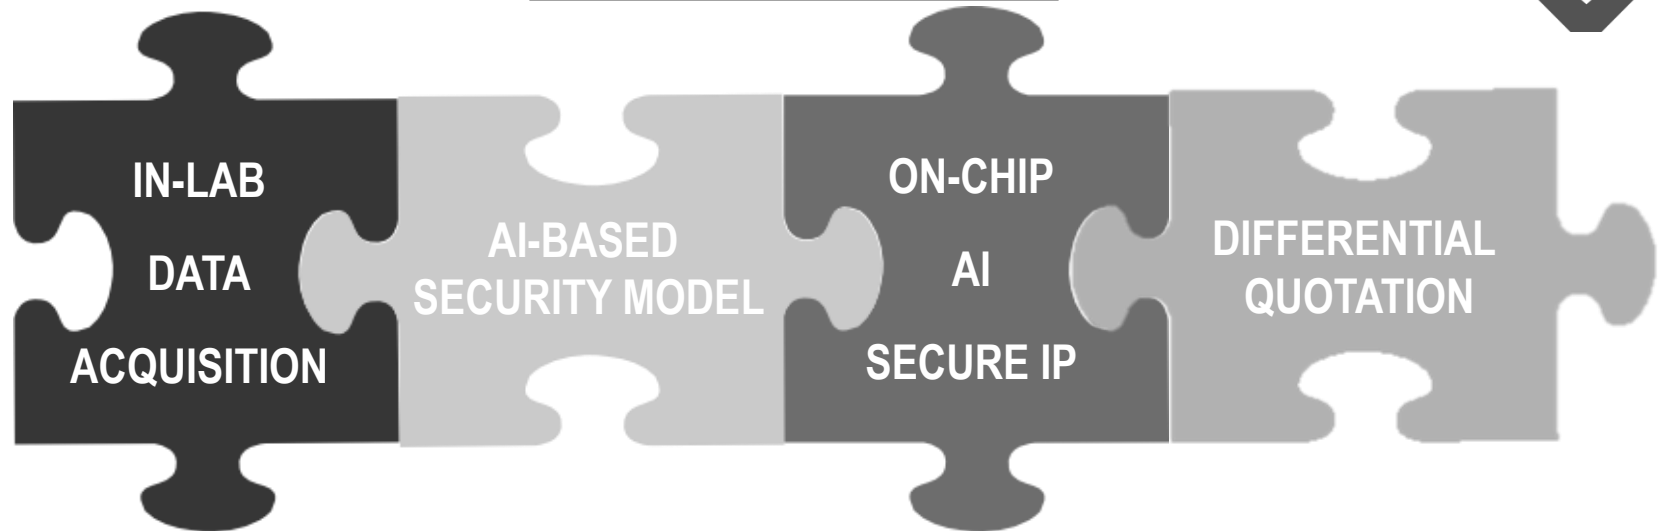 IN-LAB
DATA
ACQUISITION
AI-BASED
SECURITY MODEL
ON-CHIP
AI
SECURE IP
DIFFERENTIAL
QUOTATION